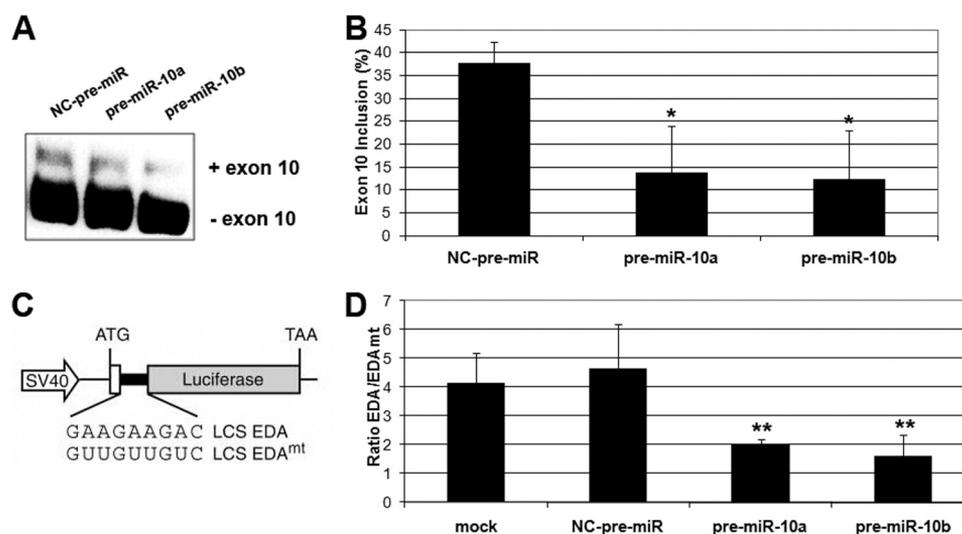 A
NC-pre-miR
pre-miR-10a
pre-miR-10b
+ exon 10
- exon 10
B
Exon 10 Inclusion (%)
45
40
35
30
25
20
15
10
5
0
*
*
NC-pre-miR
pre-miR-10a
pre-miR-10b
C
ATG
TAA
SV40
Luciferase
GAAGAAGAC LCS EDA
GUUGUUGUC LCS EDAmt
D
Ratio EDA/EDAmt
7
6
5
4
3
2
1
0
**
**
mock
NC-pre-miR
pre-miR-10a
pre-miR-10b